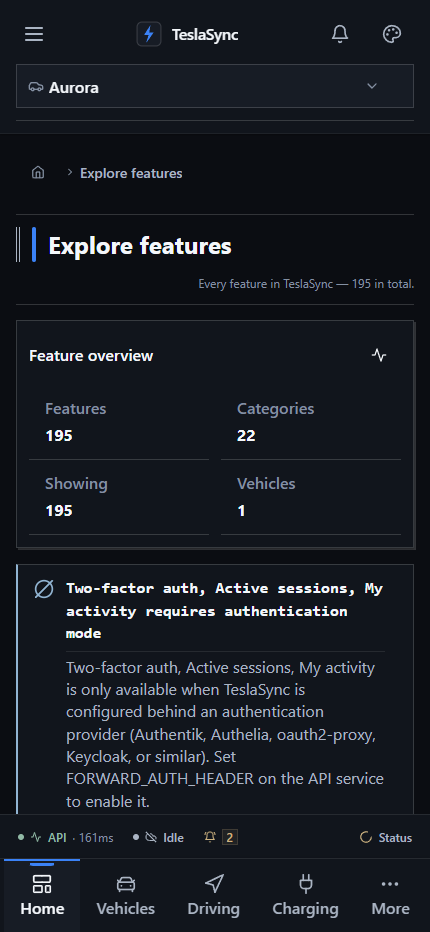 TeslaSync
Aurora
Explore features
Explore features
Every feature in TeslaSync — 195 in total.
Feature overview
Features
195
Categories
22
Showing
195
Vehicles
1
Two-factor auth, Active sessions, My
activity requires authentication
mode
Two-factor auth, Active sessions, My activity
is only available when TeslaSync is
configured behind an authentication
provider (Authentik, Authelia, oauth2-proxy,
Keycloak, or similar). Set
FORWARD_AUTH_HEADER on the API service
to enable it.
API · 161ms
Idle
2
Status
Home
Vehicles
Driving
Charging
More